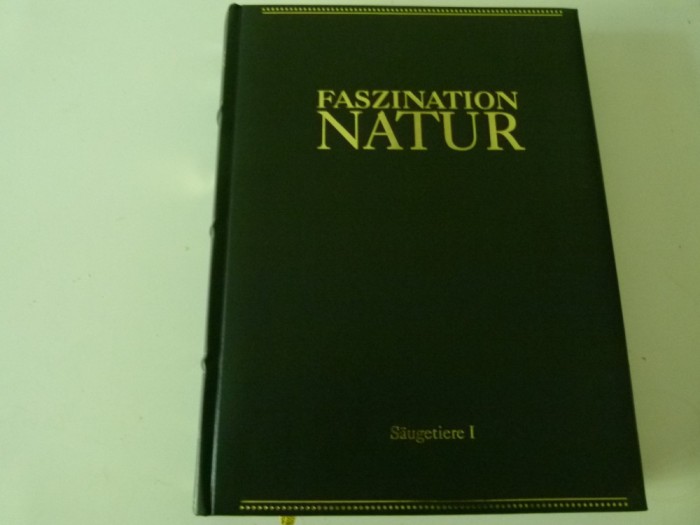 FASZINATION
NATUR
Säugetiere I